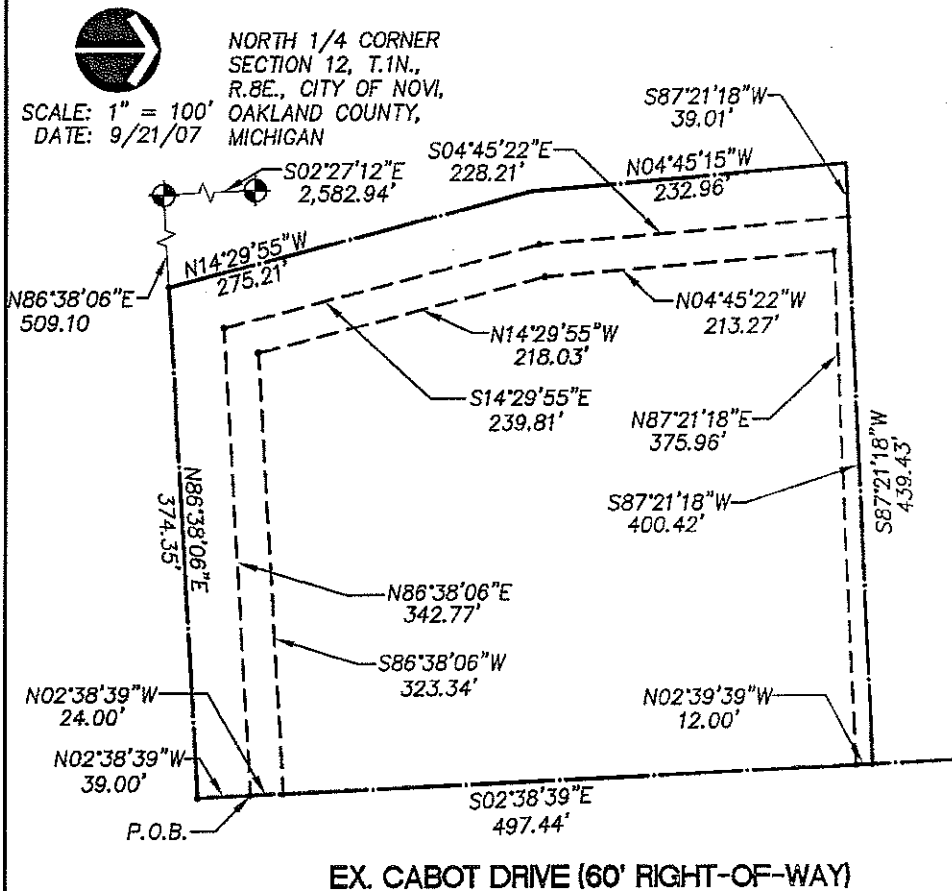 NORTH 1/4 CORNER
SECTION 12, T.1N.,
R.8E., CITY OF NOVI,
OAKLAND COUNTY,
MICHIGAN
SCALE: 1" = 100'
DATE: 9/21/07
S02°27'12"E
2,582.94'
S04°45'22"E
228.21'
S87°21'18"W
39.01'
N04°45'15"W
232.96'
N14°29'55"W
275.21'
N86°38'06"E
509.10
N04°45'22"W
213.27'
N14°29'55"W
218.03'
S14°29'55"E
239.81'
N87°21'18"E
375.96'
S87°21'18"W
439.43'
S87°21'18"W
400.42'
N86°38'06"E
374.35'
N86°38'06"E
342.77'
S86°38'06"W
323.34'
N02°38'39"W
24.00'
N02°39'39"W
12.00'
N02°38'39"W
39.00'
S02°38'39"E
497.44'
P.O.B.
EX. CABOT DRIVE (60' RIGHT-OF-WAY)